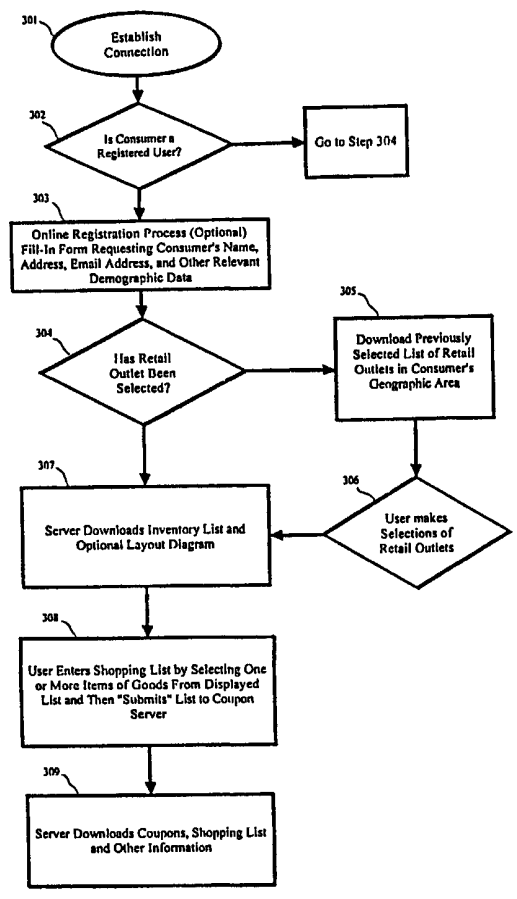 301
Establish
Connection
302
Is Consumer a
Registered User?
Go to Step 304
303
Online Registration Process (Optional)
Fill-In Form Requesting Consumer's Name,
Address, Email Address, and Other Relevant
Demographic Data
304
Has Retail
Outlet Been
Selected?
305
Download Previously
Selected List of Retail
Outlets in Consumer's
Geographic Area
306
User makes
Selections of
Retail Outlets
307
Server Downloads Inventory List and
Optional Layout Diagram
308
User Enters Shopping List by Selecting One
or More Items of Goods From Displayed
List and Then "Submits" List to Coupon
Server
309
Server Downloads Coupons, Shopping List
and Other Information